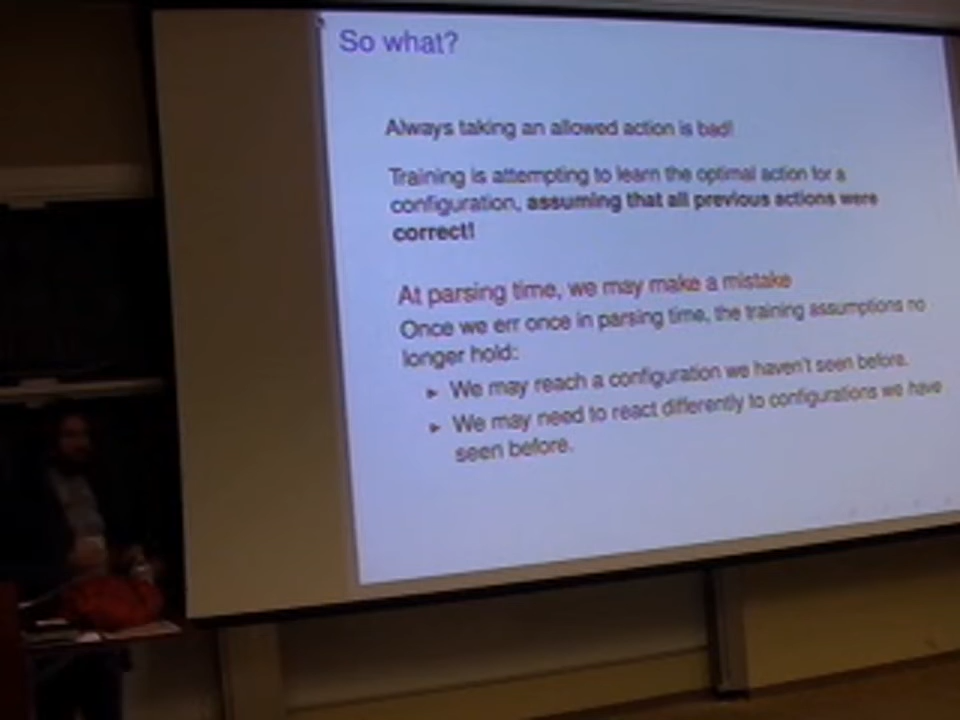 So what?
Always taking an allowed action is bad!
Training is attempting to learn the optimal action for a
configuration, assuming that all previous actions were
correct!
At parsing time, we may make a mistake
Once we err once in parsing time, the training assumptions no
longer hold:
► We may reach a configuration we haven't seen before.
► We may need to react differently to configurations we have
seen before.